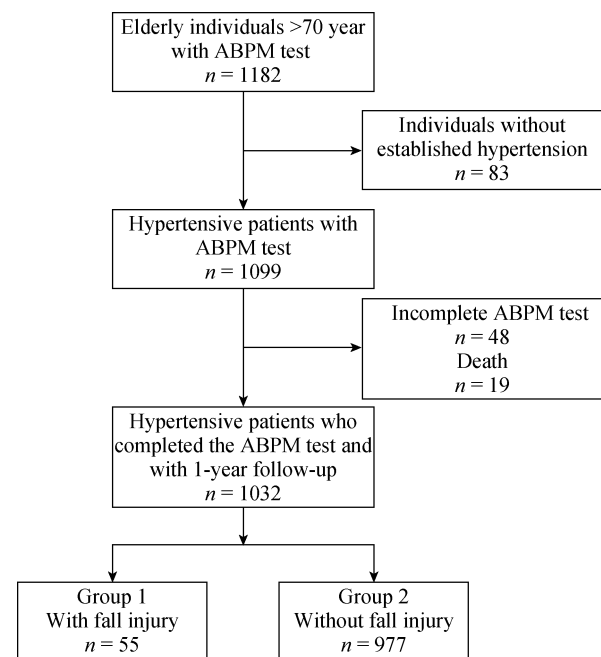 Elderly individuals >70 year
with ABPM test
n = 1182
Individuals without
established hypertension
n = 83
Hypertensive patients with
ABPM test
n = 1099
Incomplete ABPM test
n = 48
Death
n = 19
Hypertensive patients who
completed the ABPM test and
with 1-year follow-up
n = 1032
Group 1
With fall injury
n = 55
Group 2
Without fall injury
n = 977